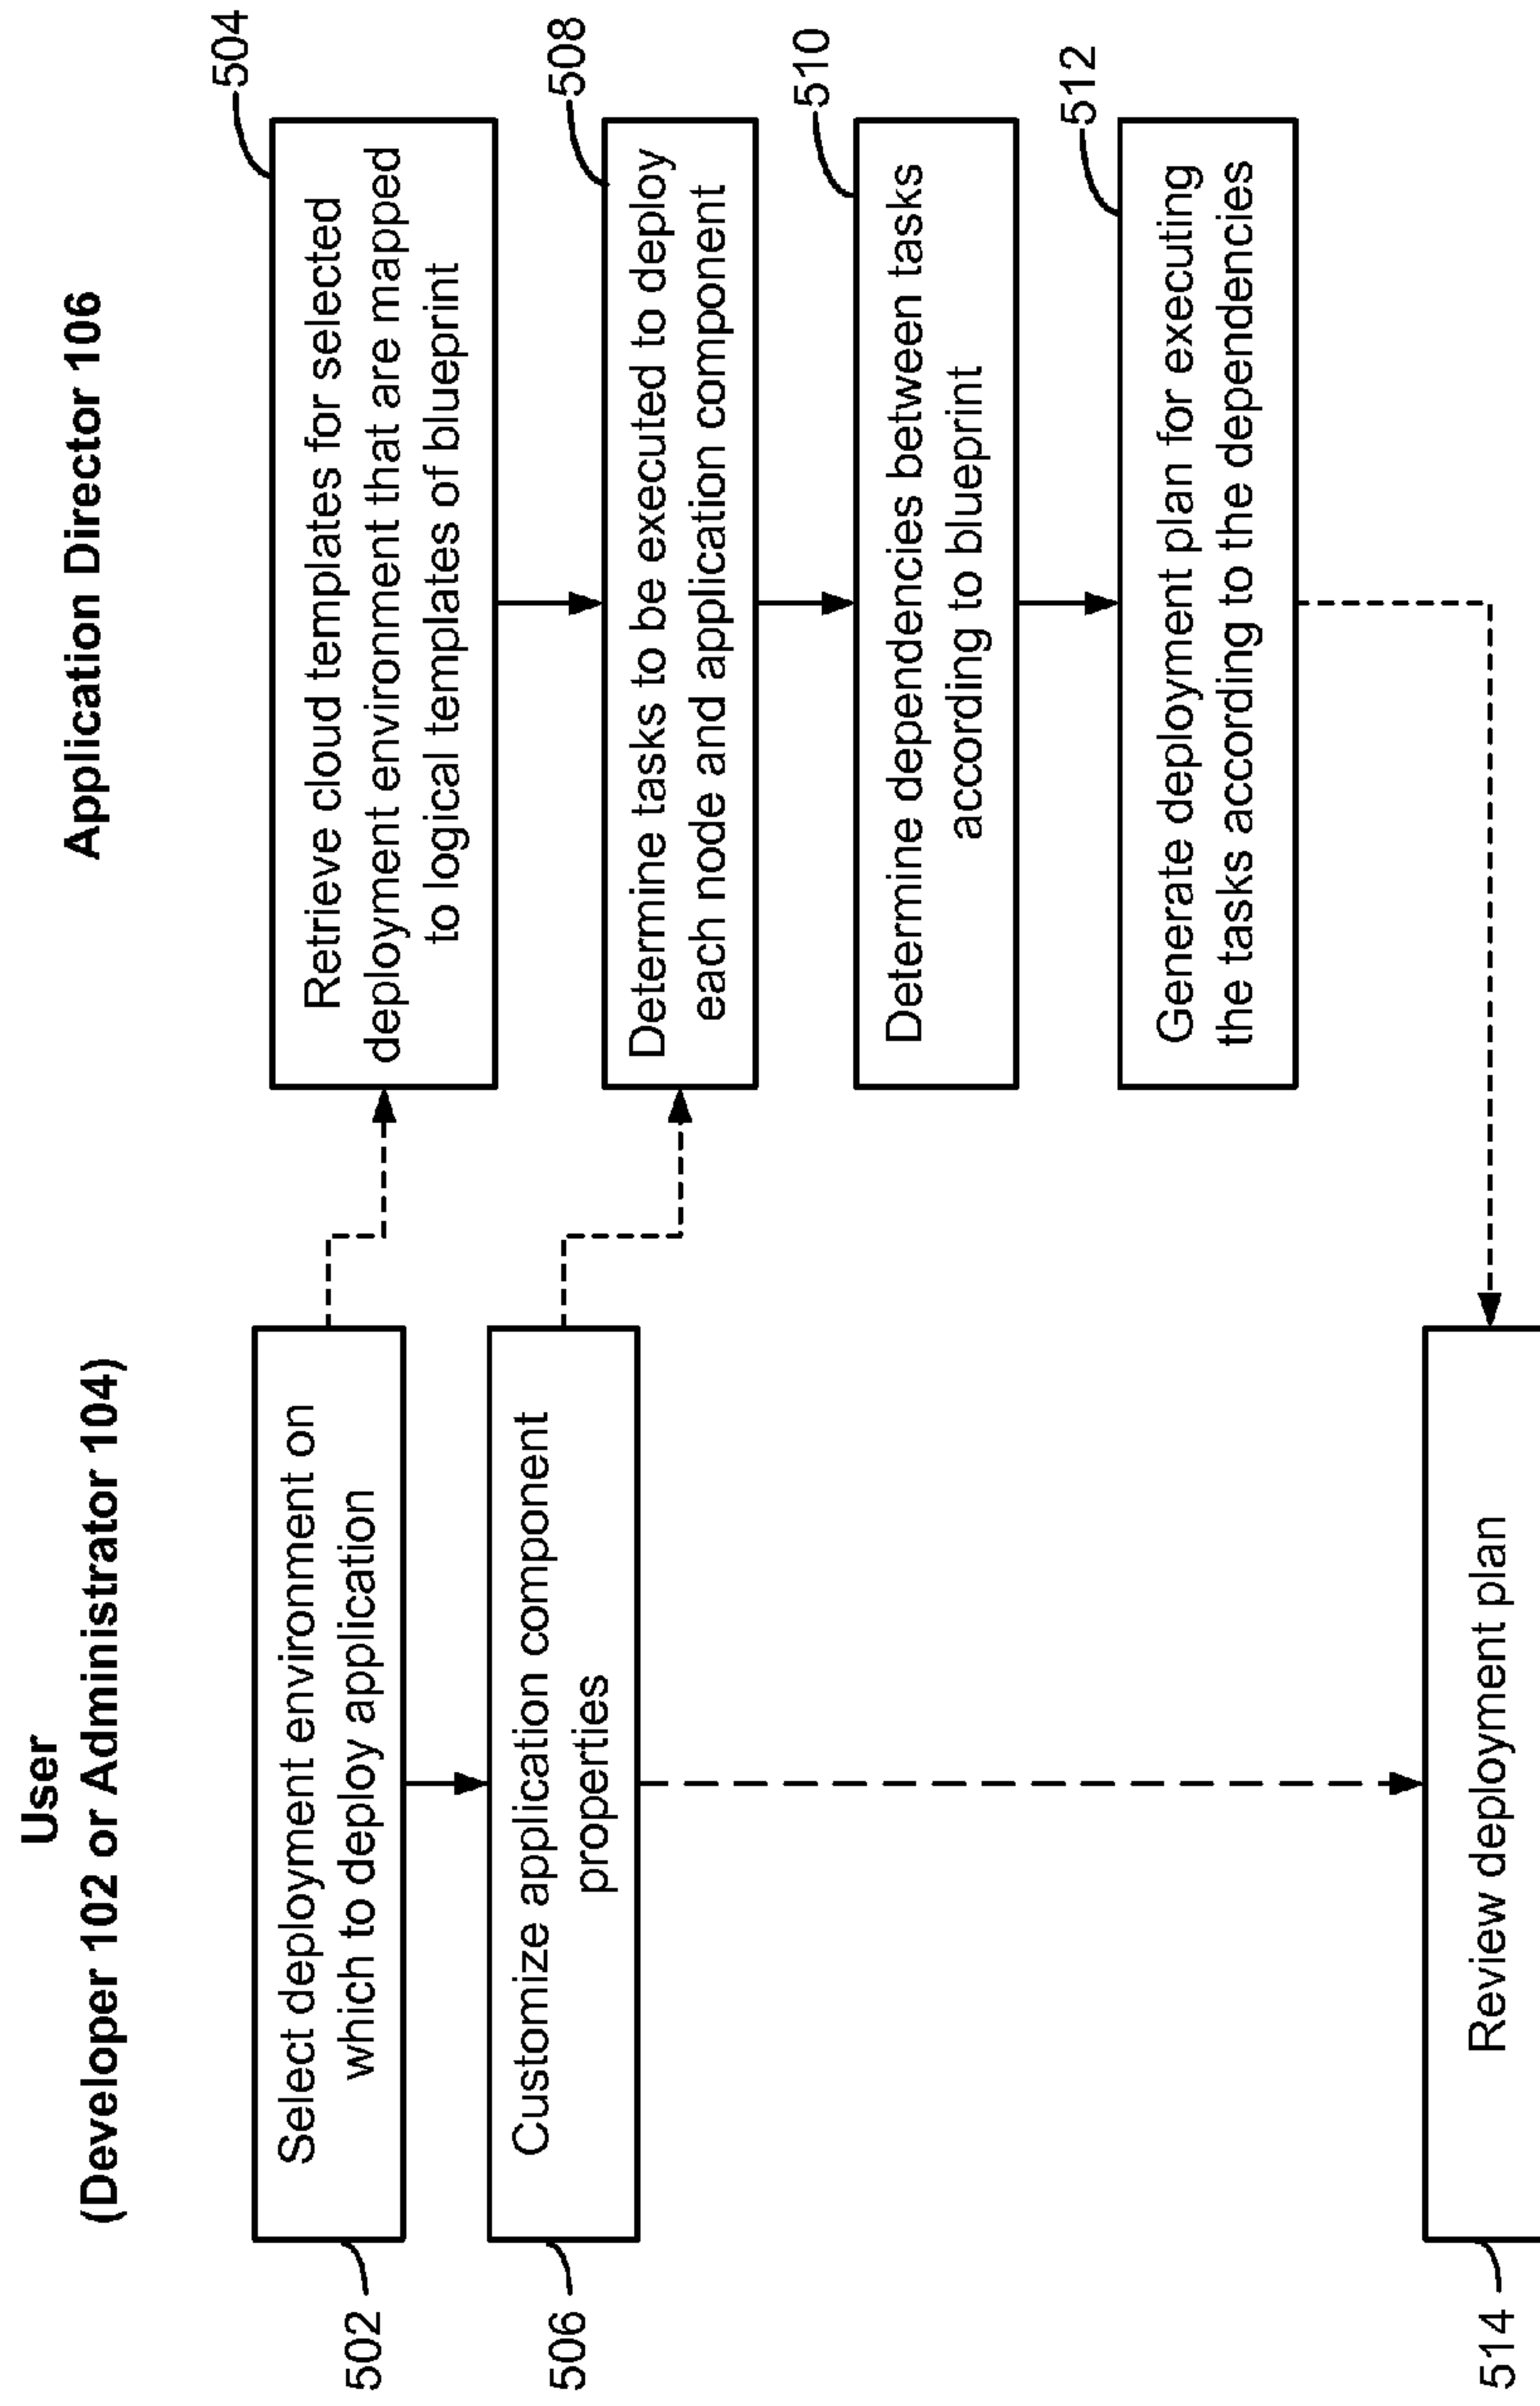 User
(Developer 102 or Administrator 104)
Application Director 106
502
Select deployment environment on
which to deploy application
504
Retrieve cloud templates for selected
deployment environment that are mapped
to logical templates of blueprint
506
Customize application component
properties
508
Determine tasks to be executed to deploy
each node and application component
510
Determine dependencies between tasks
according to blueprint
512
Generate deployment plan for executing
the tasks according to the dependencies
514
Review deployment plan